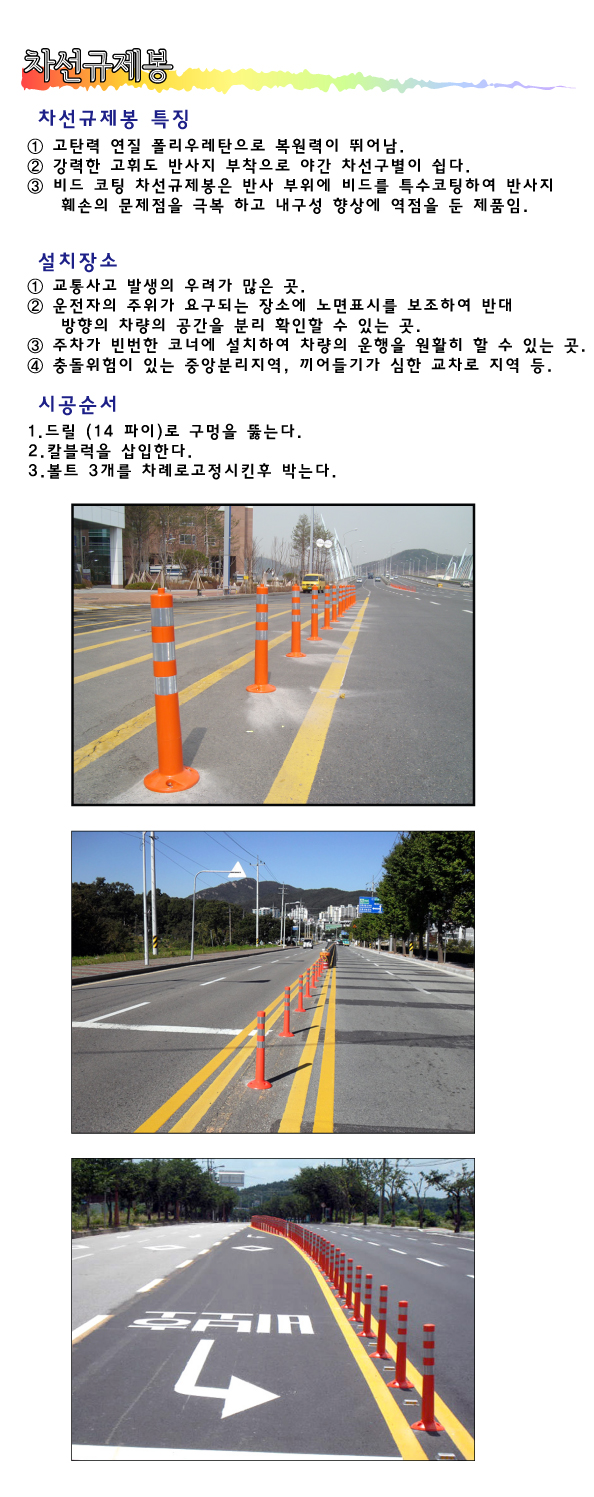 차선규제봉
차선규제봉 특징
① 고탄력 연질 폴리우레탄으로 복원력이 뛰어남.
② 강력한 고휘도 반사지 부착으로 야간 차선구별이 쉽다.
③ 비드 코팅 차선규제봉은 반사 부위에 비드를 특수코팅하여 반사지
훼손의 문제점을 극복 하고 내구성 향상에 역점을 둔 제품임.
설치장소
① 교통사고 발생의 우려가 많은 곳.
② 운전자의 주위가 요구되는 장소에 노면표시를 보조하여 반대
방향의 차량의 공간을 분리 확인할 수 있는 곳.
③ 주차가 빈번한 코너에 설치하여 차량의 운행을 원활히 할 수 있는 곳.
④ 충돌위험이 있는 중앙분리지역, 끼어들기가 심한 교차로 지역 등.
시공순서
1.드릴 (14 파이)로 구멍을 뚫는다.
2.칼블럭을 삽입한다.
3.볼트 3개를 차례로고정시킨후 박는다.